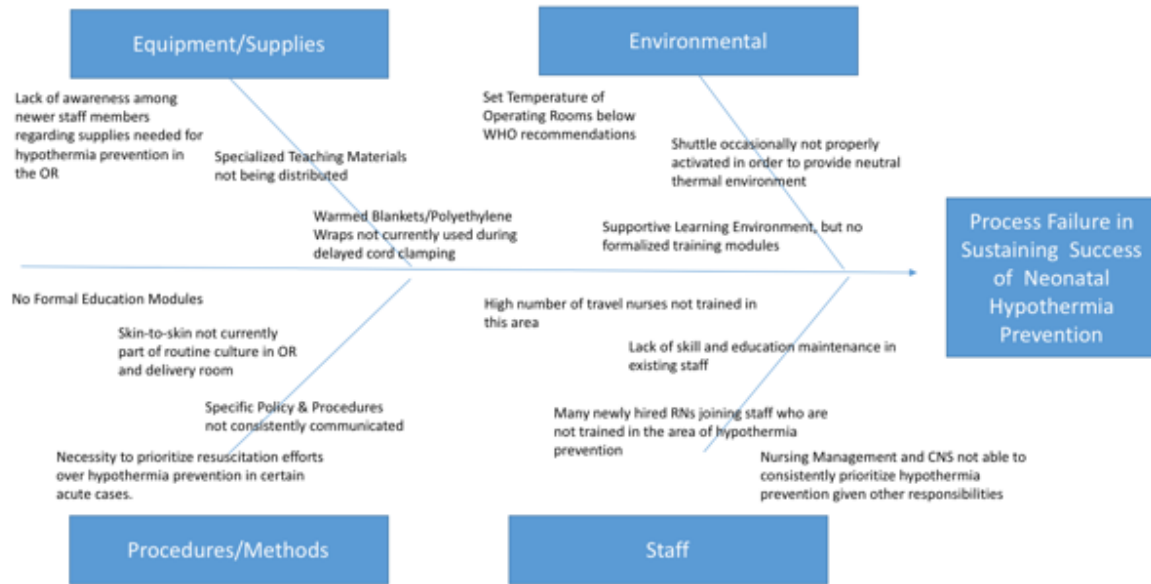 Equipment/Supplies
Environmental
Lack of awareness among
newer staff members
regarding supplies needed for
hypothermia prevention in
the OR
Specialized Teaching Materials
not being distributed
Warmed Blankets/Polyethylene
Wraps not currently used during
delayed cord clamping
Set Temperature of
Operating Rooms below
WHO recommendations
Shuttle occasionally not properly
activated in order to provide neutral
thermal environment
Supportive Learning Environment, but no
formalized training modules
Process Failure in
Sustaining Success
of Neonatal
Hypothermia
Prevention
No Formal Education Modules
Skin-to-skin not currently
part of routine culture in OR
and delivery room
Specific Policy & Procedures
not consistently communicated
Necessity to prioritize resuscitation efforts
over hypothermia prevention in certain
acute cases.
High number of travel nurses not trained in
this area
Lack of skill and education maintenance in
existing staff
Many newly hired RNs joining staff who are
not trained in the area of hypothermia
prevention
Nursing Management and CNS not able to
consistently prioritize hypothermia
prevention given other responsibilities
Procedures/Methods
Staff